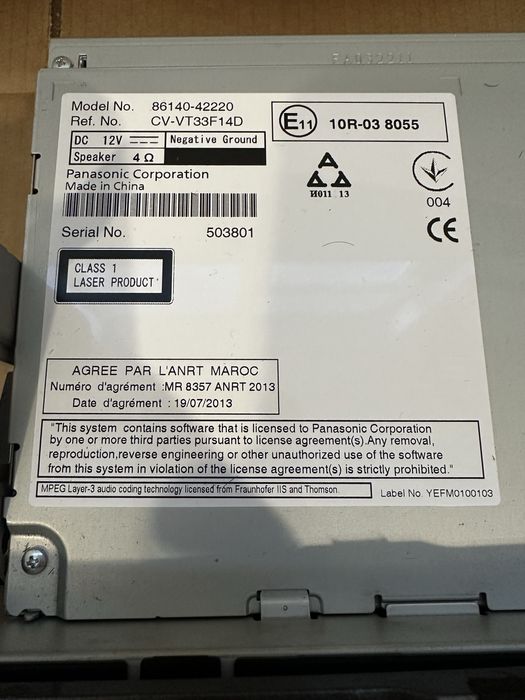 FA032211
Model No. 86140-42220
Ref. No. CV-VT33F14D
DC 12V Negative Ground
Speaker 4 Ω
Panasonic Corporation
Made in China
Serial No. 503801
E11 10R-03 8055
И011 13
004
CE
CLASS 1
LASER PRODUCT
AGREE PAR L'ANRT MAROC
Numéro d'agrément :MR 8357 ANRT 2013
Date d'agrément : 19/07/2013
"This system contains software that is licensed to Panasonic Corporation
by one or more third parties pursuant to license agreement(s).Any removal,
reproduction,reverse engineering or other unauthorized use of the software
from this system in violation of the license agreement(s) is strictly prohibited."
MPEG Layer-3 audio coding technology licensed from Fraunhofer IIS and Thomson.
Label No. YEFM0100103